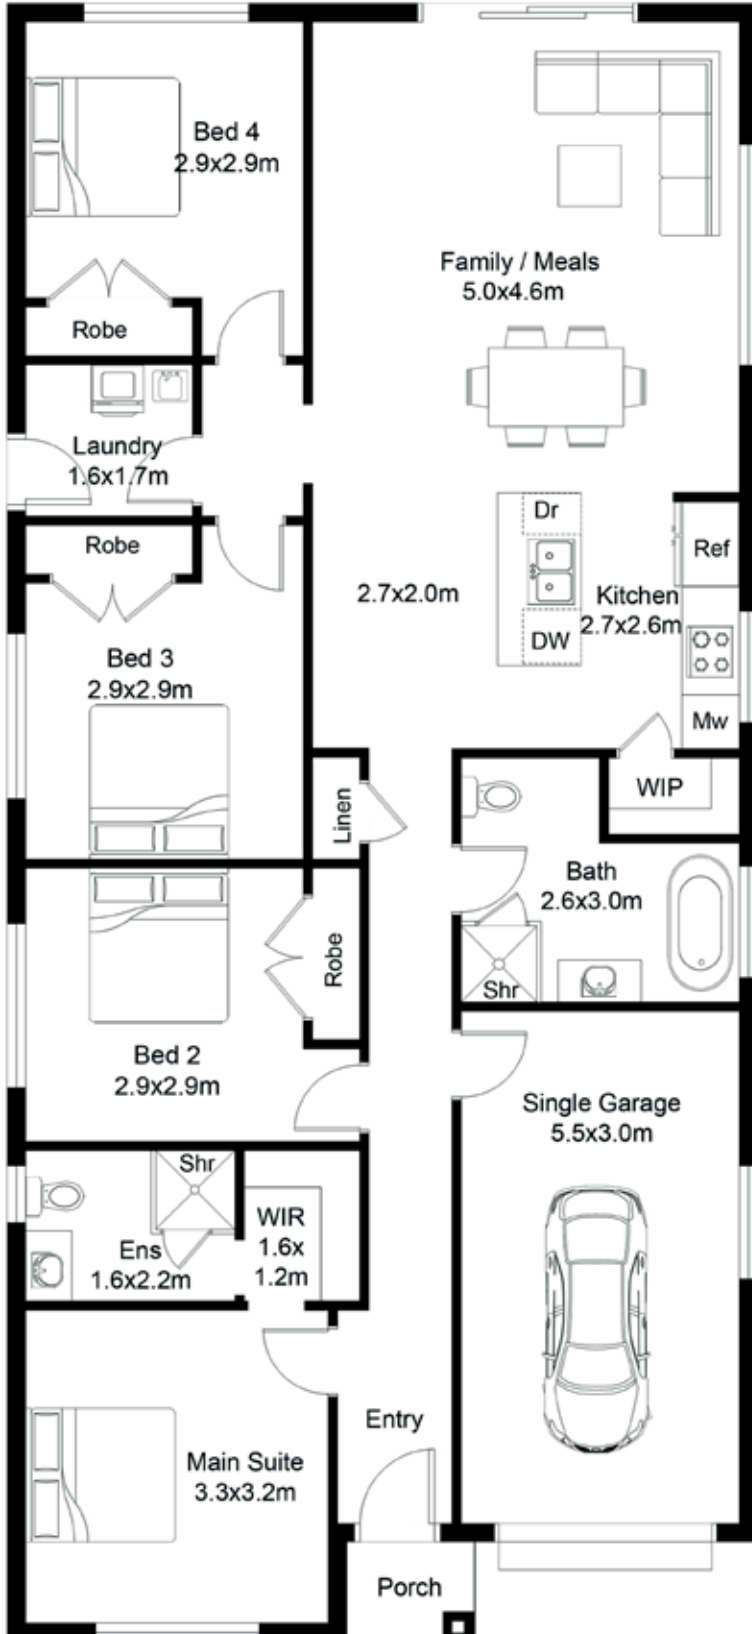 Bed 4
2.9x2.9m
Robe
Family / Meals
5.0x4.6m
Laundry
1.6x1.7m
Robe
Bed 3
2.9x2.9m
2.7x2.0m
Dr
DW
Kitchen
2.7x2.6m
Ref
Mw
WIP
Linen
Bath
2.6x3.0m
Shr
Robe
Bed 2
2.9x2.9m
Single Garage
5.5x3.0m
Shr
Ens
1.6x2.2m
WIR
1.6x
1.2m
Entry
Main Suite
3.3x3.2m
Porch